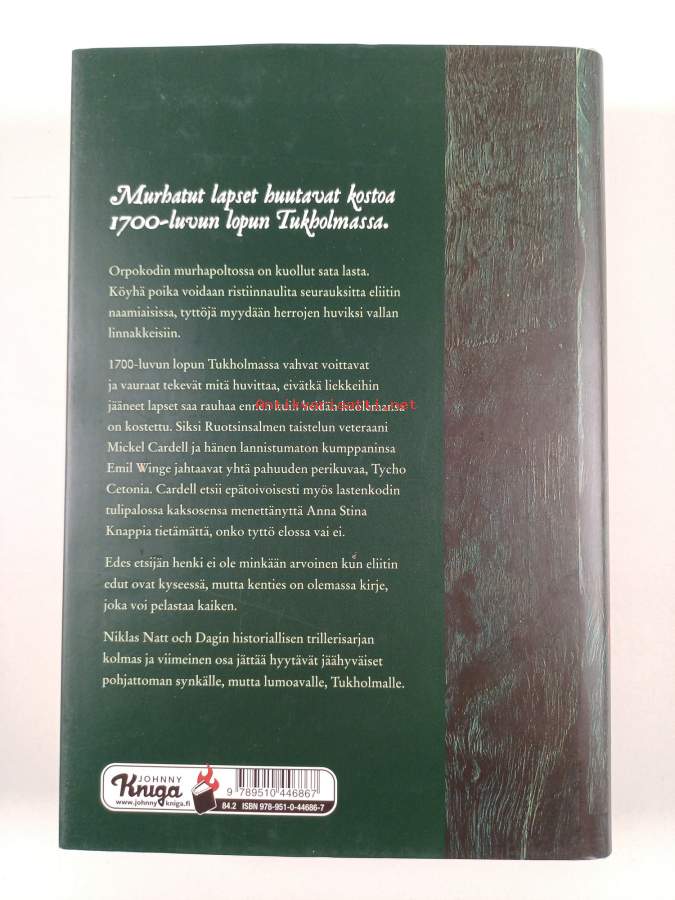 Murhatut lapset huutavat kostoa
1700-luvun lopun Tukholmassa.
Orpokodin murhapoltossa on kuollut sata lasta.
Köyhä poika voidaan ristiinnaulita seurauksitta eliitin
naamiaisissa, tyttöjä myydään herrojen huviksi vallan
linnakkeisiin.
1700-luvun lopun Tukholmassa vahvat voittavat
ja vauraat tekevät mitä huvittaa, eivätkä liekkeihin
jääneet lapset saa rauhaa ennen kuin heidän kuolemansa
Antikvariaatti.net
on kostettu. Siksi Ruotsinsalmen taistelun veteraani
Mickel Cardell ja hänen lannistumaton kumppaninsa
Emil Winge jahtaavat yhtä pahuuden perikuvaa, Tycho
Cetonia. Cardell etsii epätoivoisesti myös lastenkodin
tulipalossa kaksosensa menettänyttä Anna Stina
Knappia tietämättä, onko tyttö elossa vai ei.
Edes etsijän henki ei ole minkään arvoinen kun eliitin
edut ovat kyseessä, mutta kenties on olemassa kirje,
joka voi pelastaa kaiken.
Niklas Natt och Dagin historiallisen trillerisarjan
kolmas ja viimeinen osa jättää hyytävät jäähyväiset
pohjattoman synkälle, mutta lumoavalle, Tukholmalle.
JOHNNY
Kniga
www.johnnykniga.fi
9 789510 446867
84.2 ISBN 978-951-0-44686-7